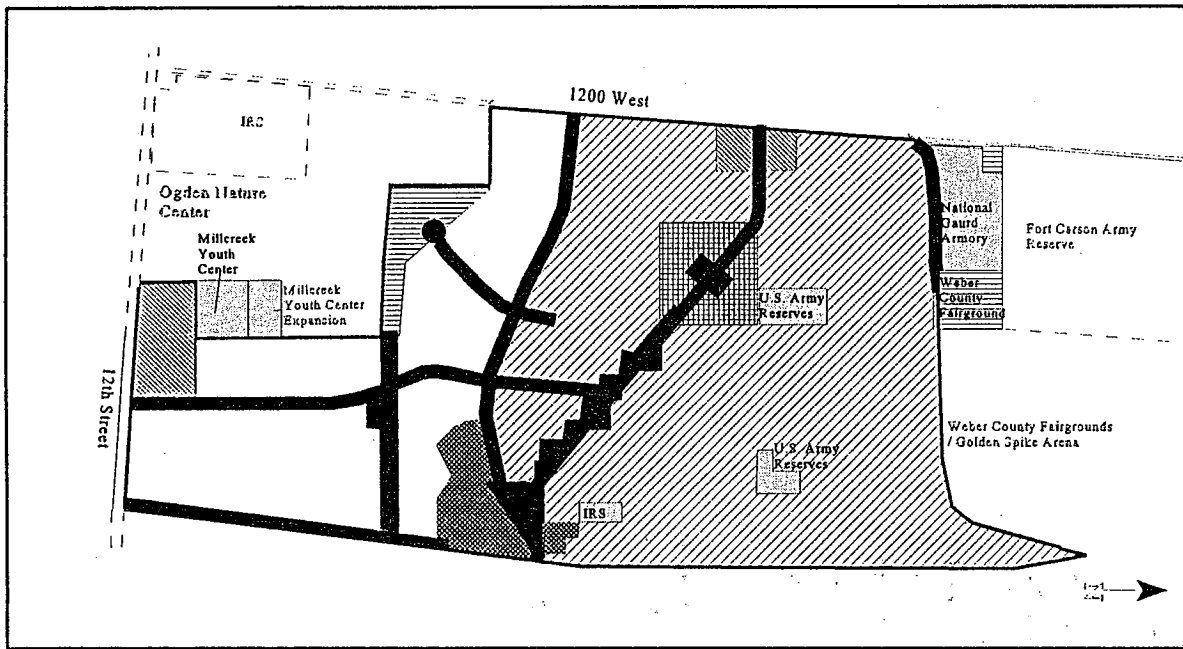 1200 West
IRS
Ogden Nature
Center
Millcreek
Youth
Center
Millcreek
Youth Center
Expansion
12th Street
National
Gaurd
Armory
Fort Carson Army
Reserve
Weber
County
Fairground
U.S. Army
Reserves
Weber County Fairgrounds
/ Golden Spike Arena
U.S. Army
Reserves
IRS
N